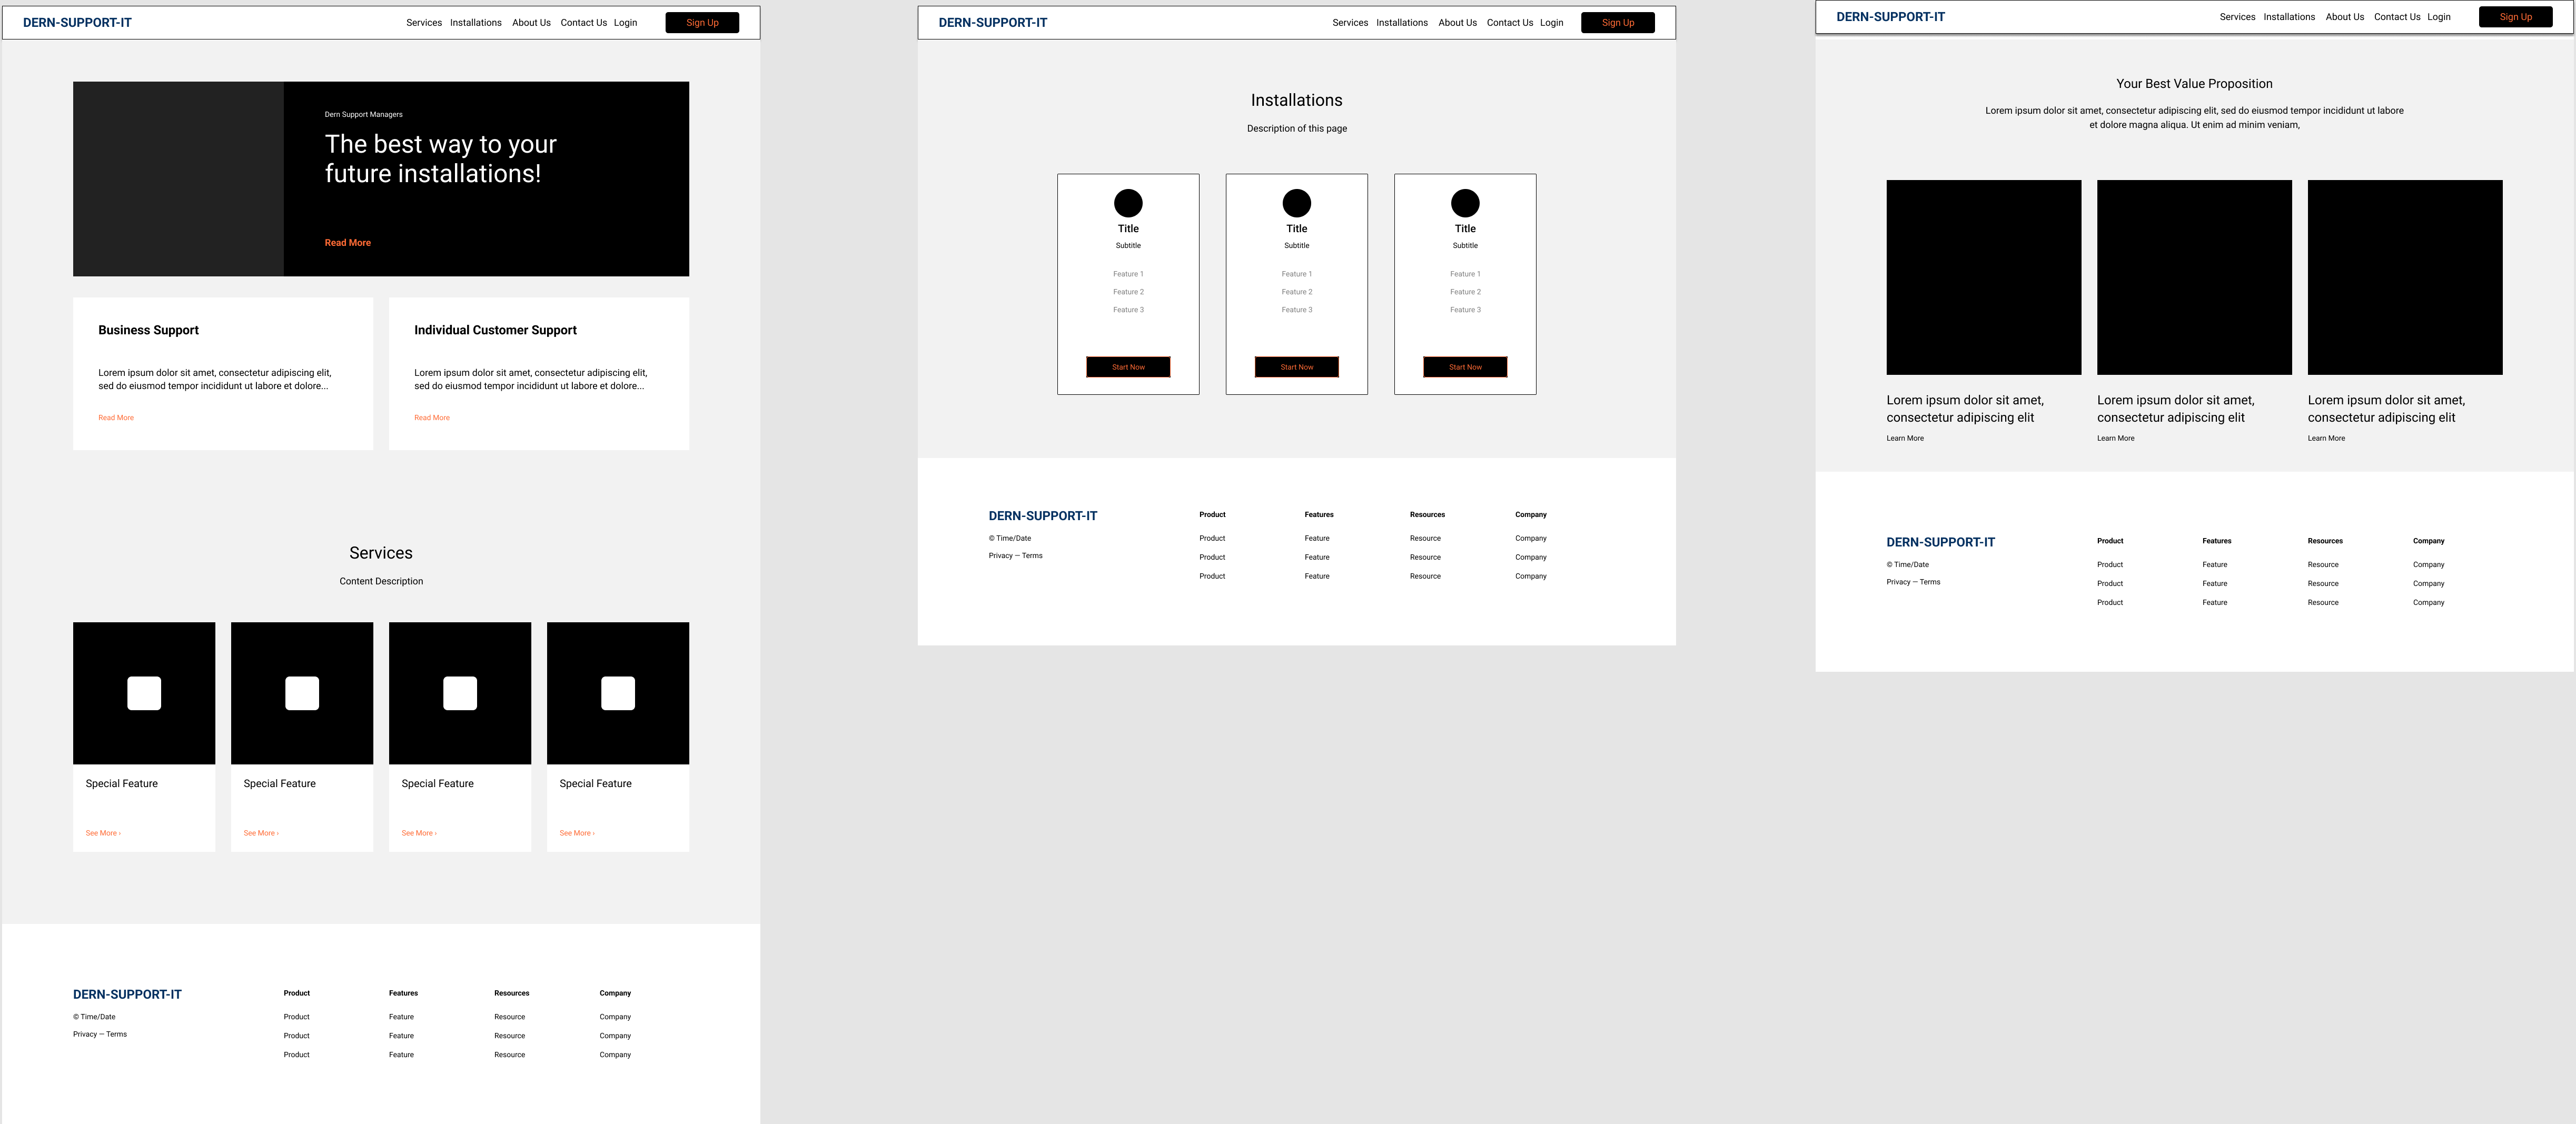 DERN-SUPPORT-IT
Services Installations About Us Contact Us Login Sign Up
Dern Support Managers
The best way to your
future installations!
Read More
Business Support
Lorem ipsum dolor sit amet, consectetur adipiscing elit,
sed do eiusmod tempor incididunt ut labore et dolore...
Read More
Individual Customer Support
Lorem ipsum dolor sit amet, consectetur adipiscing elit,
sed do eiusmod tempor incididunt ut labore et dolore...
Read More
Services
Content Description
Special Feature
See More ›
Special Feature
See More ›
Special Feature
See More ›
Special Feature
See More ›
DERN-SUPPORT-IT
© Time/Date
Privacy — Terms
Product
Product
Product
Product
Features
Feature
Feature
Feature
Resources
Resource
Resource
Resource
Company
Company
Company
Company
DERN-SUPPORT-IT
Services Installations About Us Contact Us Login Sign Up
Installations
Description of this page
Title
Subtitle
Feature 1
Feature 2
Feature 3
Start Now
Title
Subtitle
Feature 1
Feature 2
Feature 3
Start Now
Title
Subtitle
Feature 1
Feature 2
Feature 3
Start Now
DERN-SUPPORT-IT
© Time/Date
Privacy — Terms
Product
Product
Product
Product
Features
Feature
Feature
Feature
Resources
Resource
Resource
Resource
Company
Company
Company
Company
DERN-SUPPORT-IT
Services Installations About Us Contact Us Login Sign Up
Your Best Value Proposition
Lorem ipsum dolor sit amet, consectetur adipiscing elit, sed do eiusmod tempor incididunt ut labore
et dolore magna aliqua. Ut enim ad minim veniam,
Lorem ipsum dolor sit amet,
consectetur adipiscing elit
Learn More
Lorem ipsum dolor sit amet,
consectetur adipiscing elit
Learn More
Lorem ipsum dolor sit amet,
consectetur adipiscing elit
Learn More
DERN-SUPPORT-IT
© Time/Date
Privacy — Terms
Product
Product
Product
Product
Features
Feature
Feature
Feature
Resources
Resource
Resource
Resource
Company
Company
Company
Company